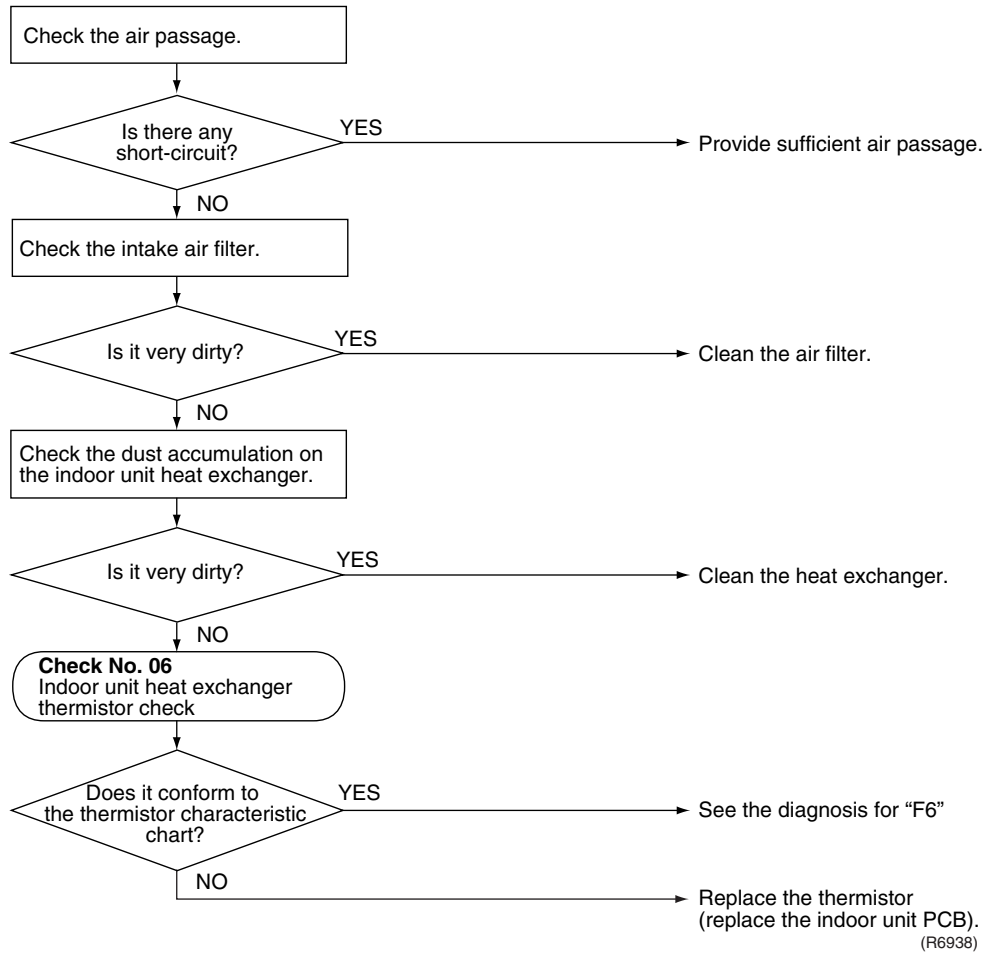 Check the air passage.
Is there any
short-circuit?
YES
Provide sufficient air passage.
NO
Check the intake air filter.
Is it very dirty?
YES
Clean the air filter.
NO
Check the dust accumulation on
the indoor unit heat exchanger.
Is it very dirty?
YES
Clean the heat exchanger.
NO
Check No. 06
Indoor unit heat exchanger
thermistor check
Does it conform to
the thermistor characteristic
chart?
YES
See the diagnosis for “F6”
NO
Replace the thermistor
(replace the indoor unit PCB).
(R6938)